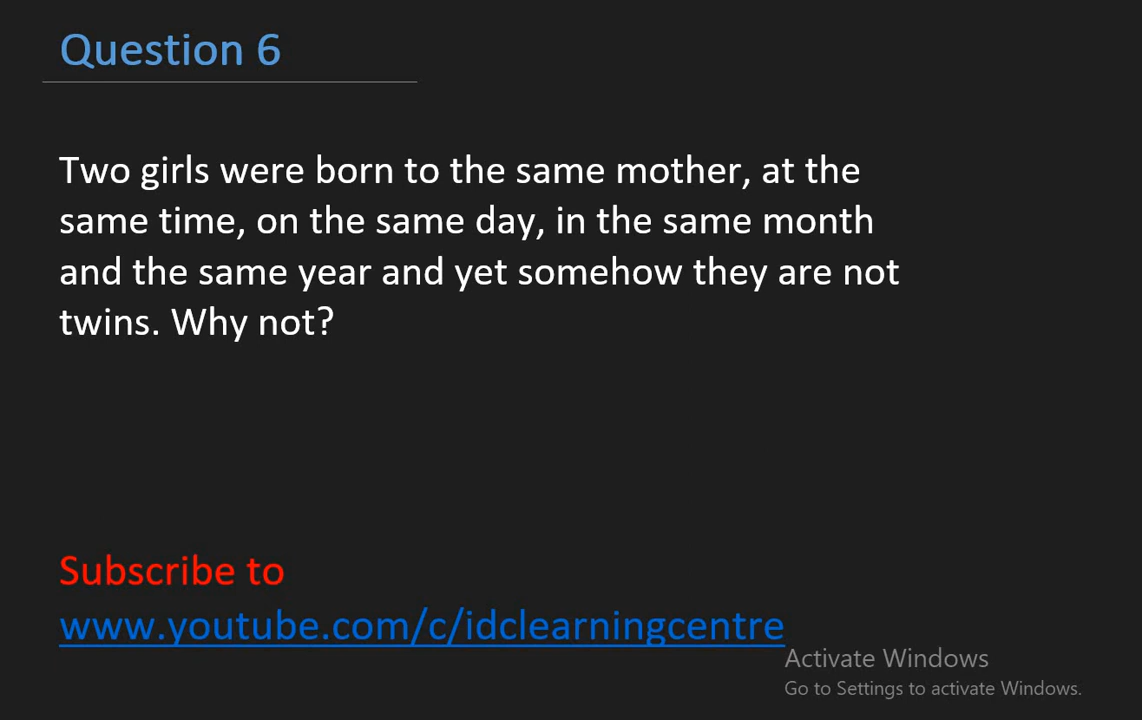 Question 6
Two girls were born to the same mother, at the
same time, on the same day, in the same month
and the same year and yet somehow they are not
twins. Why not?
Subscribe to
www.youtube.com/c/idclearningcentre
Activate Windows
Go to Settings to activate Windows.